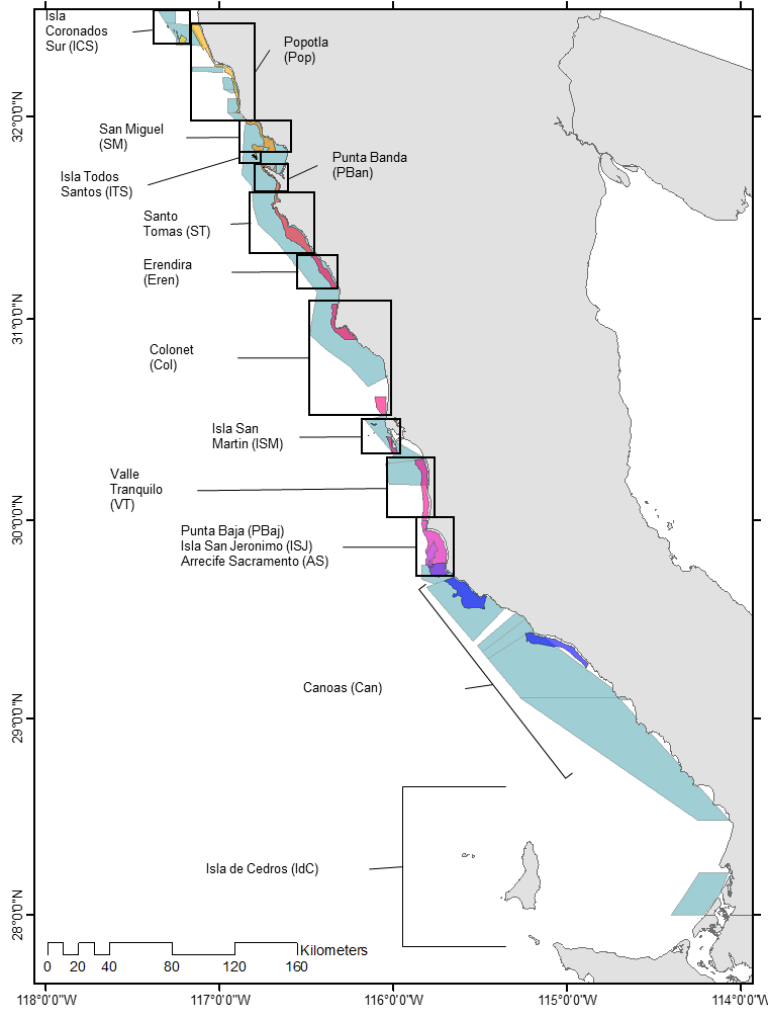 Isla
Coronados
Sur (ICS)
Popotla
(Pop)
32°0'0"N
San Miguel
(SM)
Punta Banda
(PBan)
Isla Todos
Santos (ITS)
Santo
Tomas (ST)
Erendira
(Eren)
31°0'0"N
Colonet
(Col)
Isla San
Martin (ISM)
Valle
Tranquilo
(VT)
30°0'0"N
Punta Baja (PBaj)
Isla San Jeronimo (ISJ)
Arrecife Sacramento (AS)
Canoas (Can)
29°0'0"N
Isla de Cedros (IdC)
28°0'0"N
Kilometers
0 20 40 80 120 160
118°0'0"W 117°0'0"W 116°0'0"W 115°0'0"W 114°0'0"W